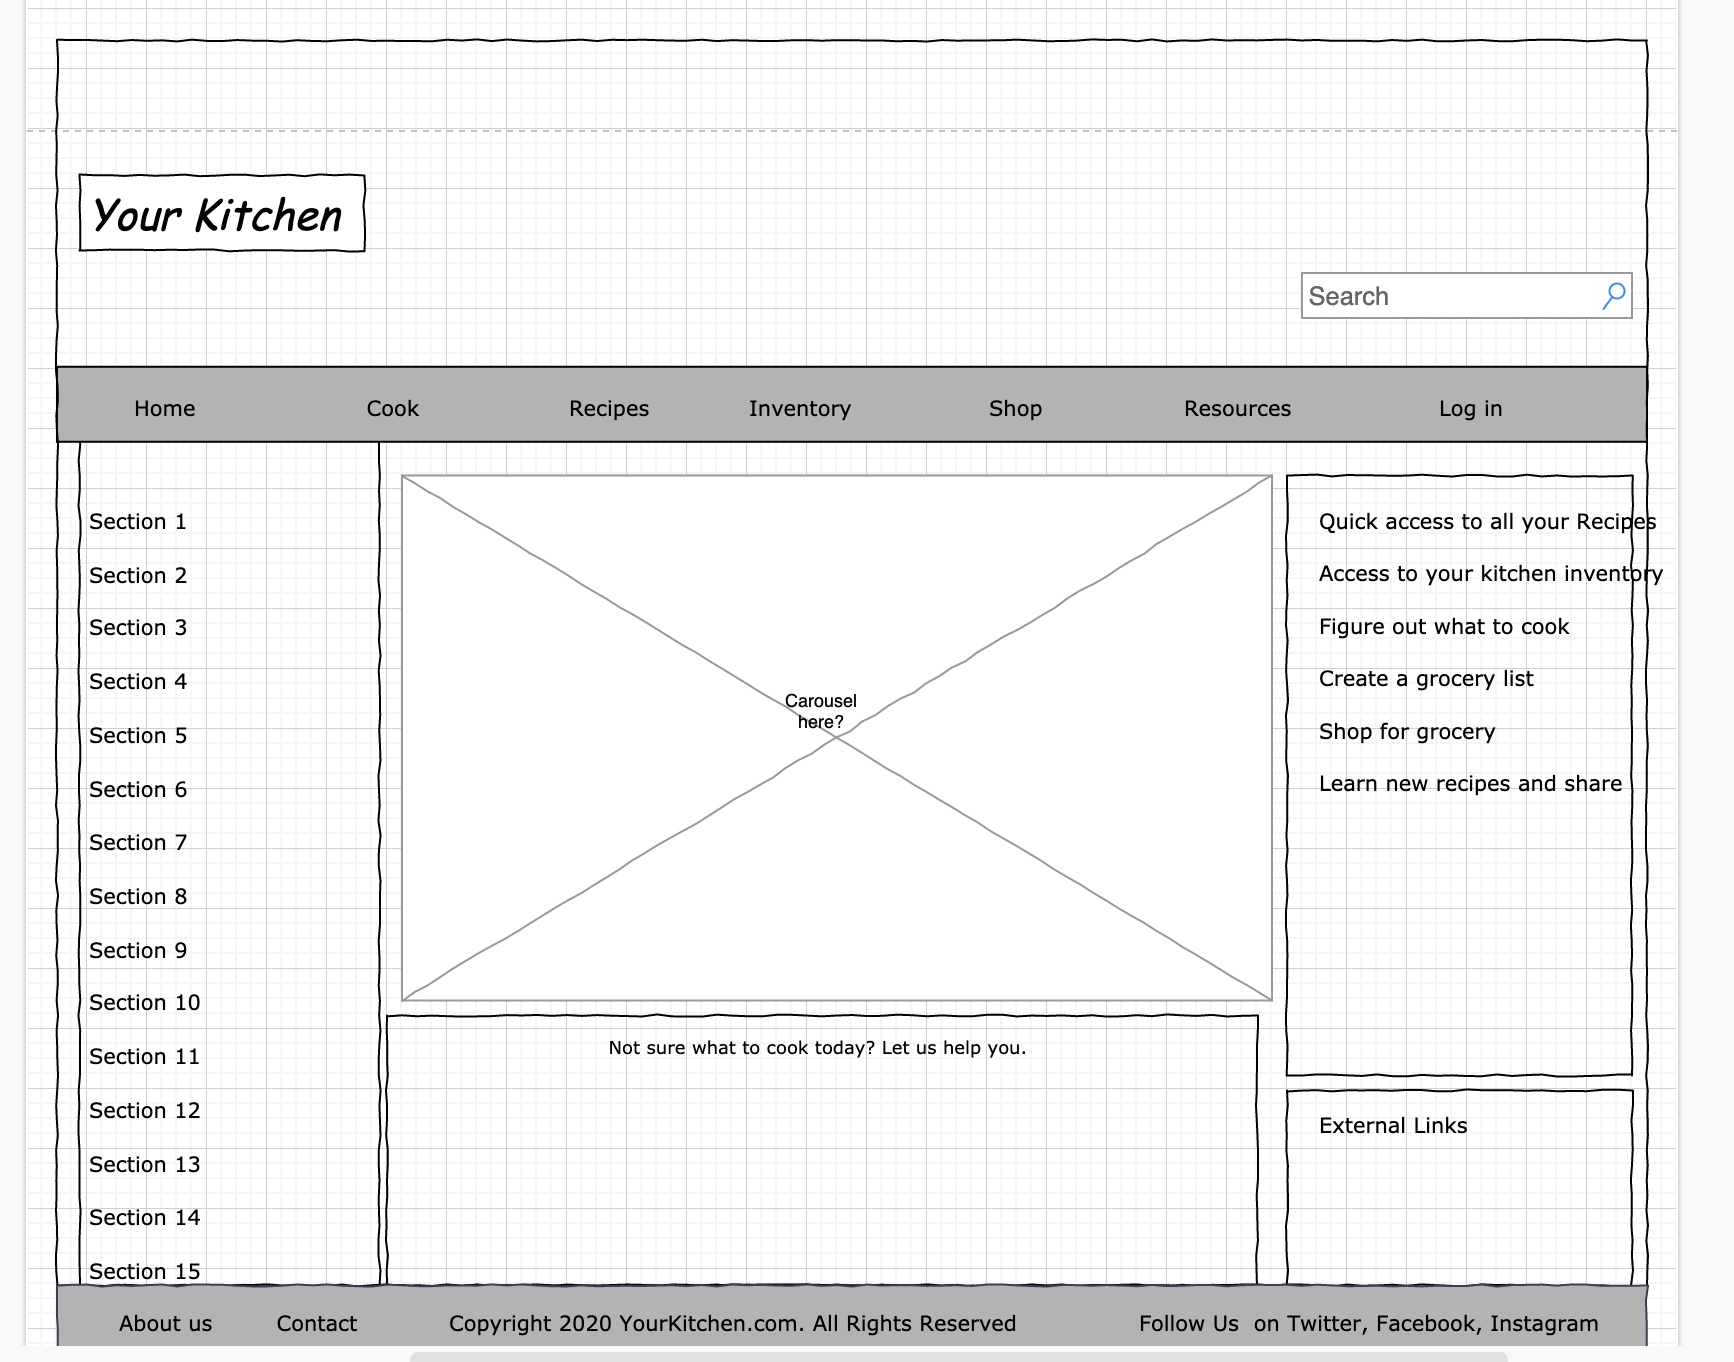 Your Kitchen
Search
Home Cook Recipes Inventory Shop Resources Log in
Section 1
Section 2
Section 3
Section 4
Section 5
Section 6
Section 7
Section 8
Section 9
Section 10
Section 11
Section 12
Section 13
Section 14
Section 15
Carousel
here?
Not sure what to cook today? Let us help you.
Quick access to all your Recipes
Access to your kitchen inventory
Figure out what to cook
Create a grocery list
Shop for grocery
Learn new recipes and share
External Links
About us Contact Copyright 2020 YourKitchen.com. All Rights Reserved Follow Us on Twitter, Facebook, Instagram